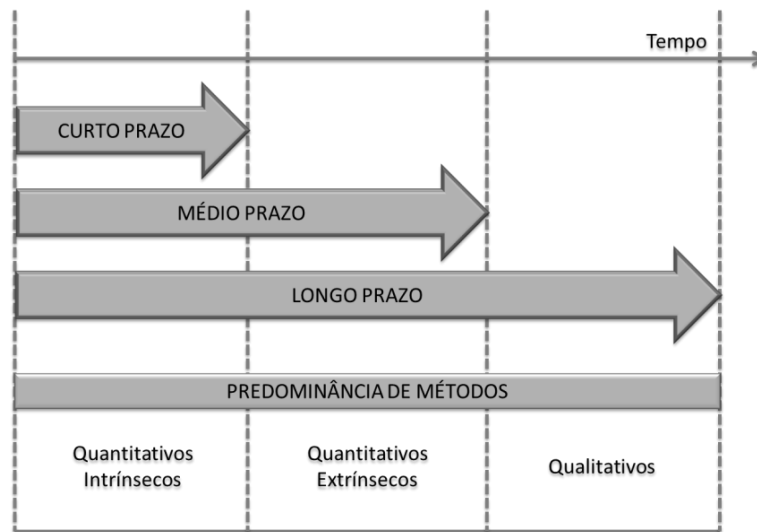 Tempo
CURTO PRAZO
MÉDIO PRAZO
LONGO PRAZO
PREDOMINÂNCIA DE MÉTODOS
Quantitativos
Intrínsecos
Quantitativos
Extrínsecos
Qualitativos